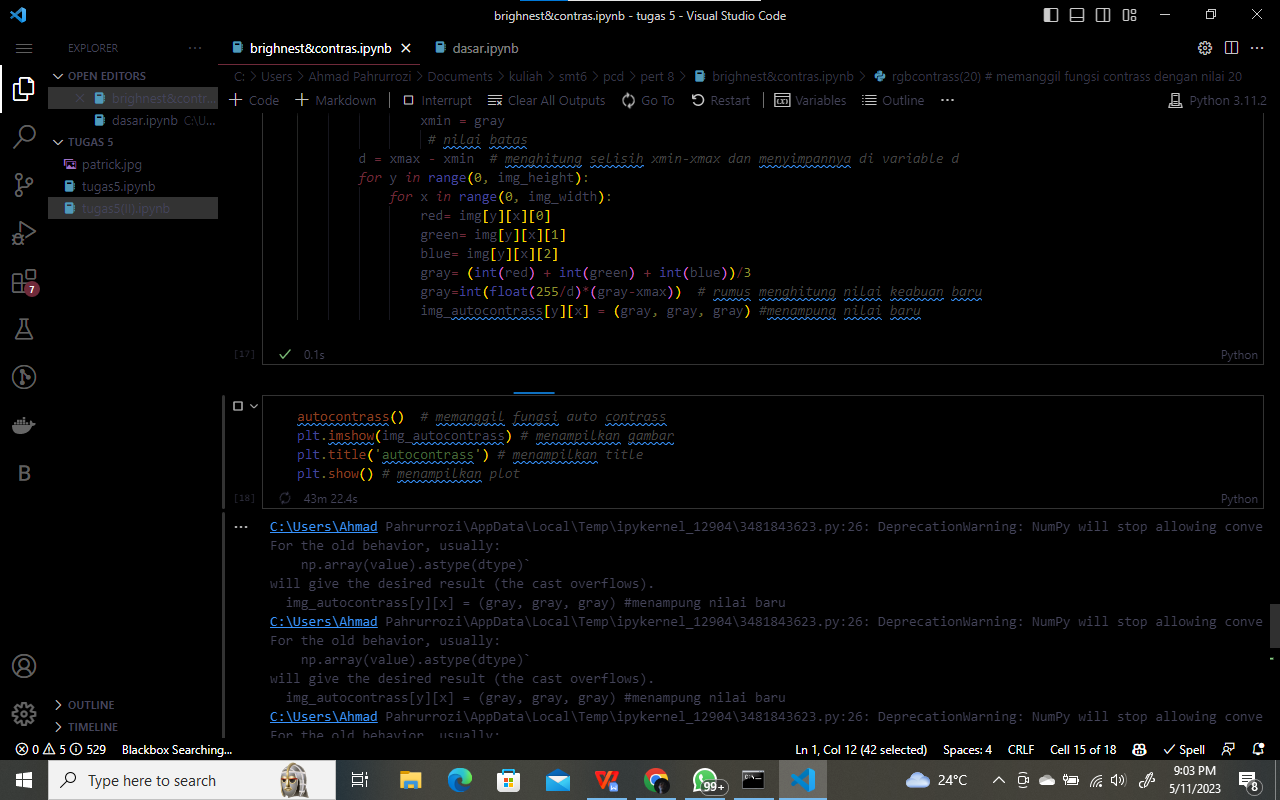 brighnest&contras.ipynb - tugas 5 - Visual Studio Code
EXPLORER
brighnest&contras.ipynb
dasar.ipynb
OPEN EDITORS
C: > Users > Ahmad Pahrurrozi > Documents > kuliah > smt6 > pcd > pert 8 > brighnest&contras.ipynb > rgbcontrass(20) # memanggil fungsi contrass dengan nilai 20
brighnest&contr...
+ Code + Markdown Interrupt Clear All Outputs Go To Restart Variables Outline ... Python 3.11.2
dasar.ipynb C:\U...
TUGAS 5
patrick.jpg
tugas5.ipynb
tugas5(II).ipynb
xmin = gray
# nilai batas
d = xmax - xmin # menghitung selisih xmin-xmax dan menyimpannya di variable d
for y in range(0, img_height):
for x in range(0, img_width):
red= img[y][x][0]
green= img[y][x][1]
blue= img[y][x][2]
gray= (int(red) + int(green) + int(blue))/3
gray=int(float(255/d)*(gray-xmax)) # rumus menghitung nilai keabuan baru
img_autocontrass[y][x] = (gray, gray, gray) #menampung nilai baru
[17] 0.1s Python
autocontrass() # memanggil fungsi auto contrass
plt.imshow(img_autocontrass) # menampilkan gambar
plt.title('autocontrass') # menampilkan title
plt.show() # menampilkan plot
[18] 43m 22.4s Python
C:\Users\Ahmad Pahrurrozi\AppData\Local\Temp\ipykernel_12904\3481843623.py:26: DeprecationWarning: NumPy will stop allowing conve
For the old behavior, usually:
np.array(value).astype(dtype)`
will give the desired result (the cast overflows).
img_autocontrass[y][x] = (gray, gray, gray) #menampung nilai baru
C:\Users\Ahmad Pahrurrozi\AppData\Local\Temp\ipykernel_12904\3481843623.py:26: DeprecationWarning: NumPy will stop allowing conve
For the old behavior, usually:
np.array(value).astype(dtype)`
will give the desired result (the cast overflows).
img_autocontrass[y][x] = (gray, gray, gray) #menampung nilai baru
C:\Users\Ahmad Pahrurrozi\AppData\Local\Temp\ipykernel_12904\3481843623.py:26: DeprecationWarning: NumPy will stop allowing conve
For the old behavior, usually:
7
B
OUTLINE
TIMELINE
0 5 529 Blackbox Searching... Ln 1, Col 12 (42 selected) Spaces: 4 CRLF Cell 15 of 18 Spell
Type here to search
99+
24°C
9:03 PM
5/11/2023
8